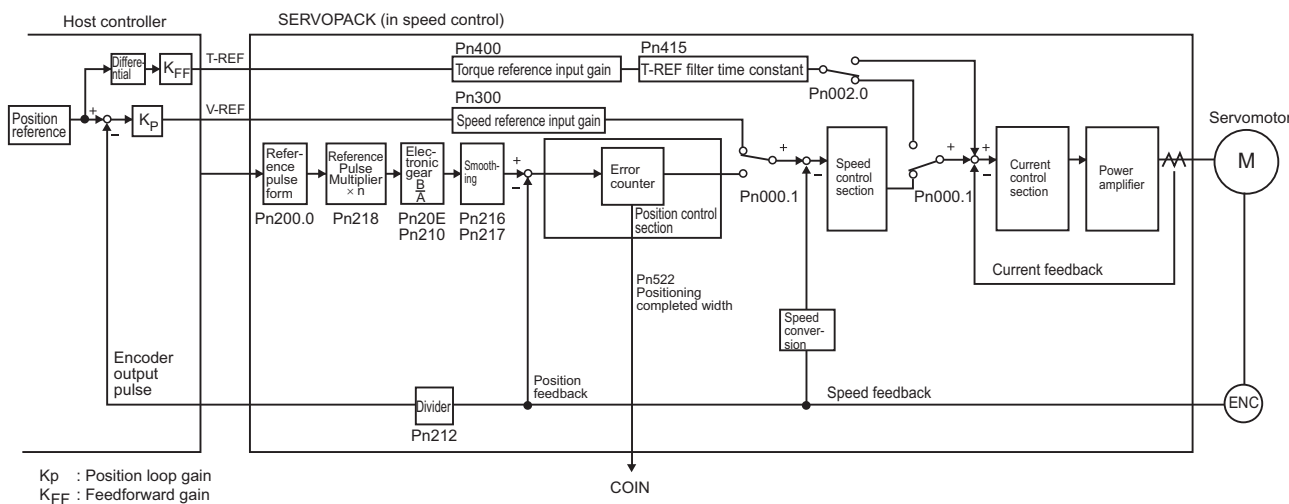 Host controller
SERVOPACK (in speed control)
Differe-
ntial
KFF
T-REF
Pn400
Torque reference input gain
Pn415
T-REF filter time constant
Pn002.0
Position
reference
+
−
KP
V-REF
Pn300
Speed reference input gain
Servomotor
M
Refer-
ence
pulse
form
Pn200.0
Reference
Pulse
Multiplier
× n
Pn218
Elec-
tronic
gear
B
A
Pn20E
Pn210
Smooth-
ing
Pn216
Pn217
+
−
Error
counter
Position control
section
Pn000.1
+
−
Speed
control
section
Pn000.1
+
+
+
−
Current
control
section
Power
amplifier
Current feedback
Pn522
Positioning
completed width
Speed
conver-
sion
Encoder
output
pulse
Divider
Pn212
Position
feedback
Speed feedback
ENC
COIN
Kp : Position loop gain
KFF : Feedforward gain